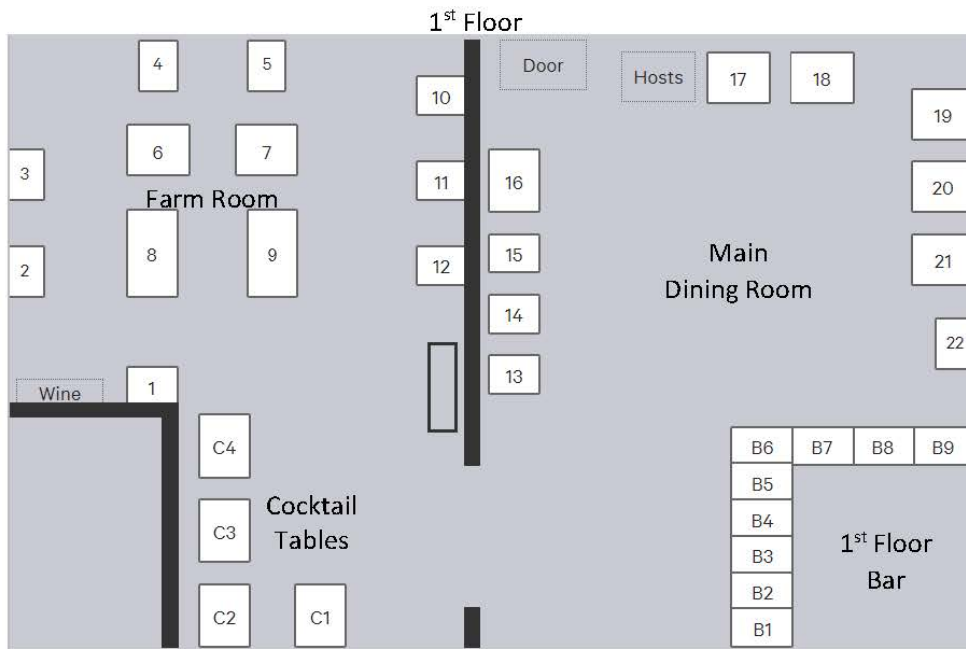 1st Floor
4
5
10
Door
Hosts
17
18
19
6
7
3
11
16
20
Farm Room
8
9
2
12
15
Main
Dining Room
21
14
22
13
Wine
1
C4
B6
B7
B8
B9
B5
C3
Cocktail
Tables
B4
B3
1st Floor
Bar
B2
C2
C1
B1